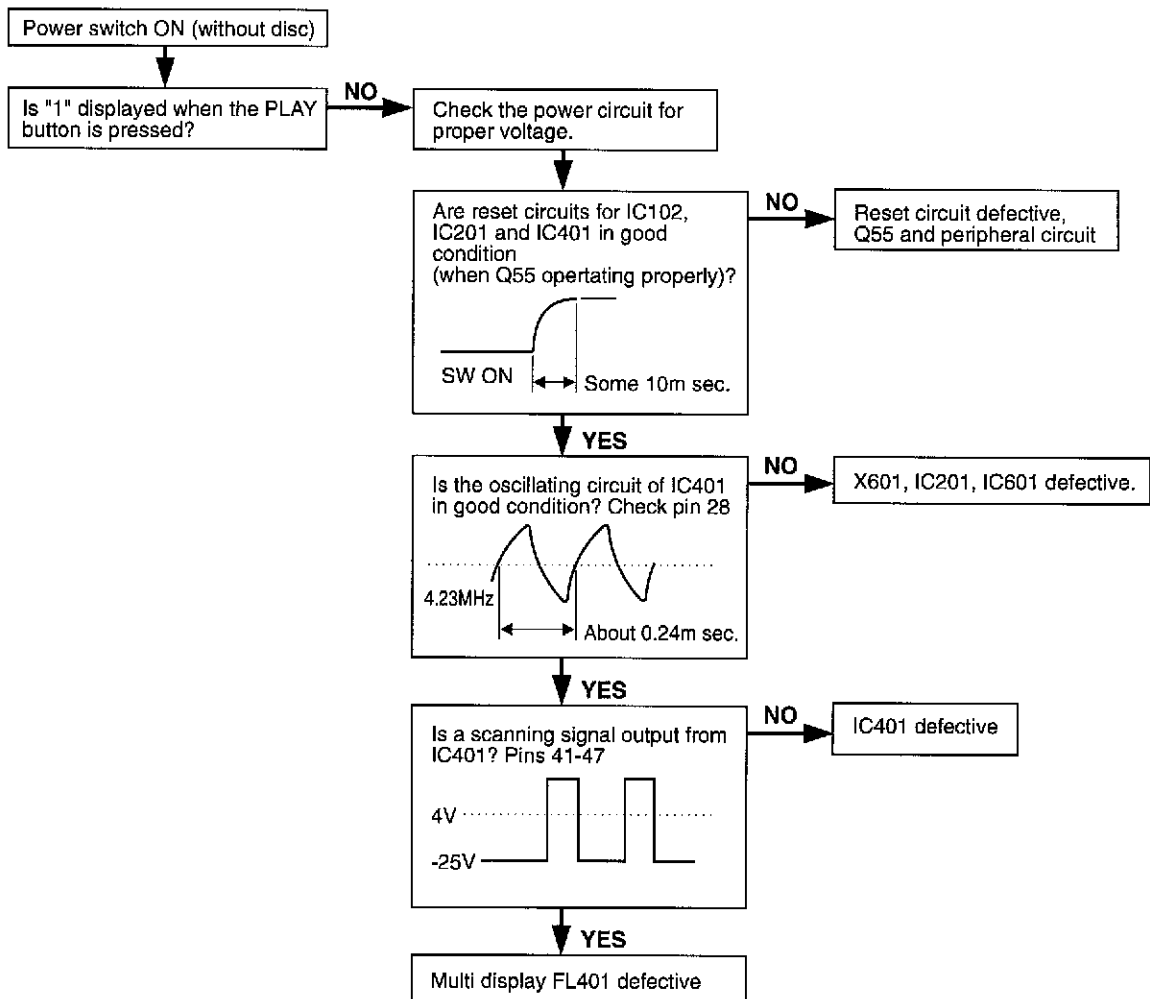 Power switch ON (without disc)
Is "1" displayed when the PLAY
button is pressed?
NO
Check the power circuit for
proper voltage.
Are reset circuits for IC102,
IC201 and IC401 in good
condition
(when Q55 opertating properly)?
SW ON
Some 10m sec.
NO
Reset circuit defective,
Q55 and peripheral circuit
YES
Is the oscillating circuit of IC401
in good condition? Check pin 28
4.23MHz
About 0.24m sec.
NO
X601, IC201, IC601 defective.
YES
Is a scanning signal output from
IC401? Pins 41-47
4V
-25V
NO
IC401 defective
YES
Multi display FL401 defective